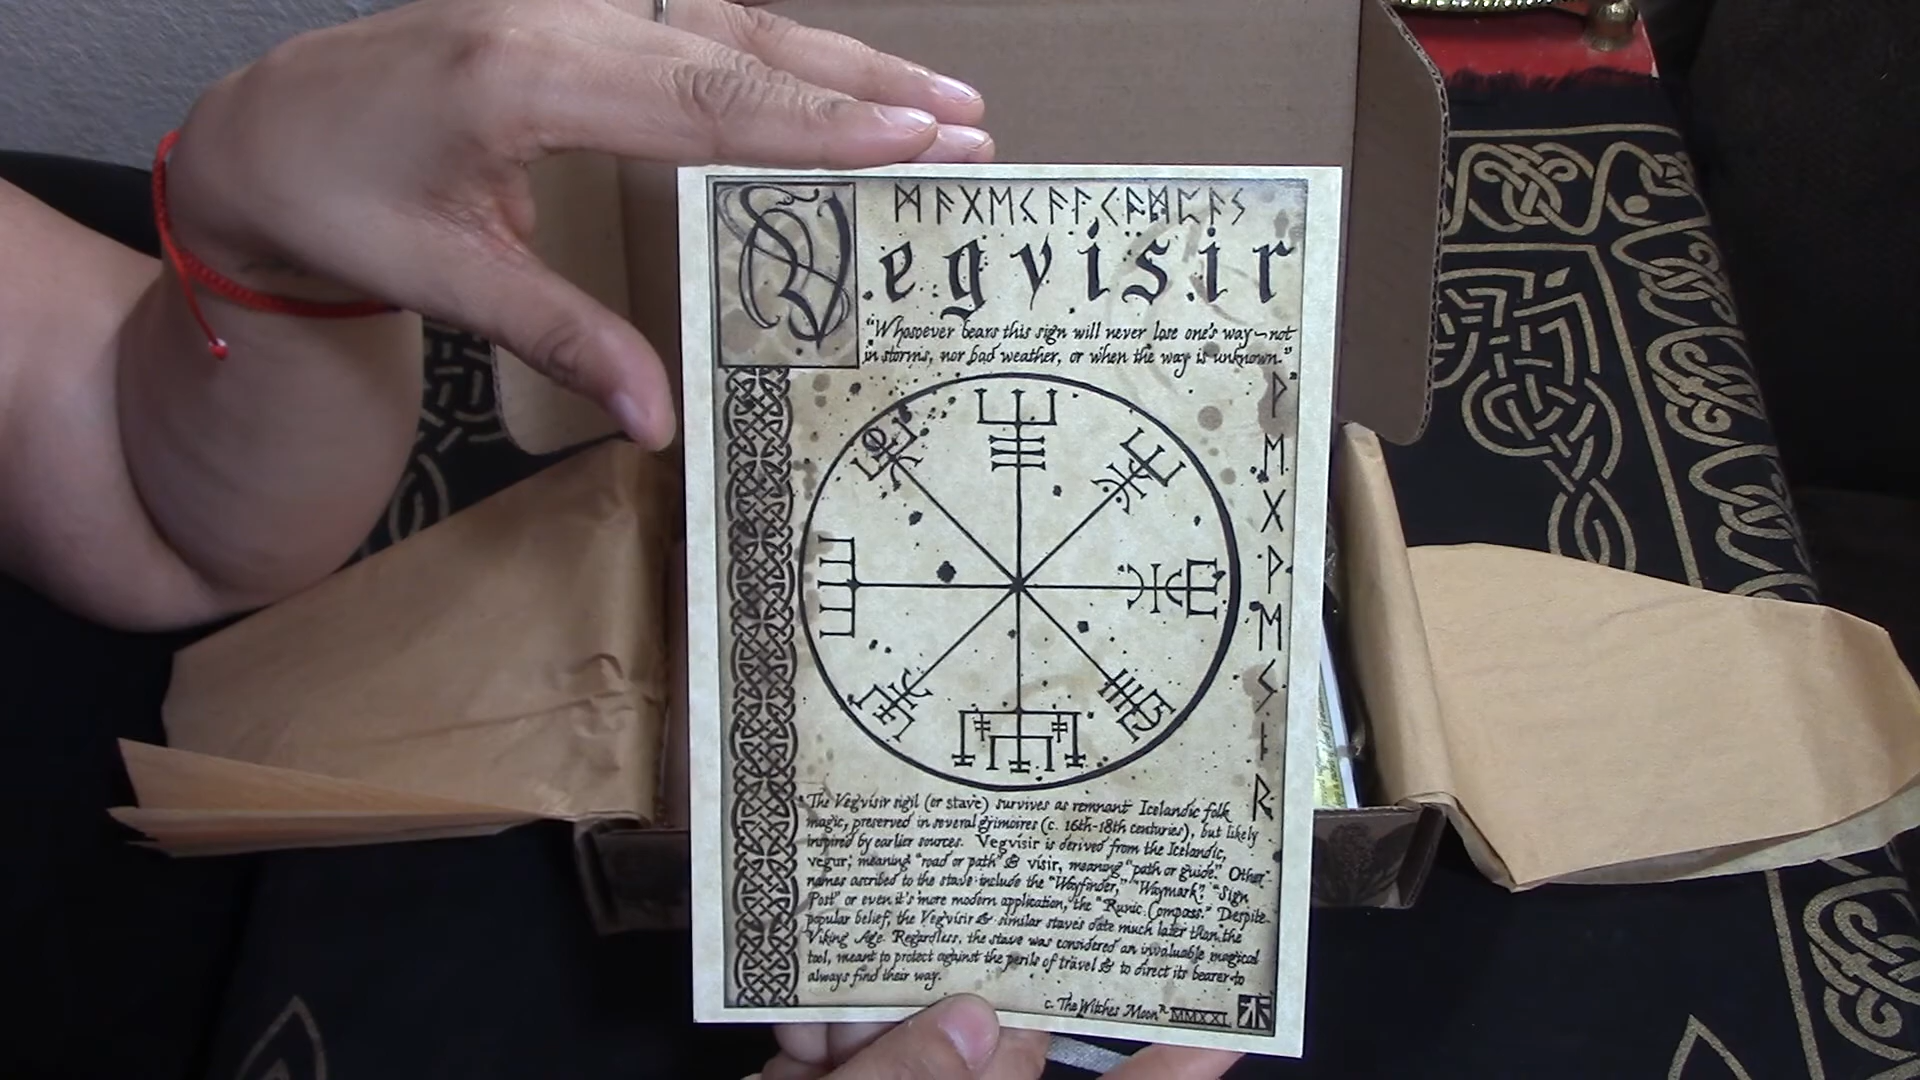 Vegvisir
"Whosoever bears this sign will never lose one's way~not
in storms, nor bad weather, or when the way is unknown."
ᚹ
ᛖ
ᚷ
ᚹ
ᛖ
ᛊ
ᛁ
ᚱ
The Vegvisir sigil (or stave) survives as remnant Icelandic folk
magic, preserved in several grimoires (c. 16th-18th centuries), but likely
inspired by earlier sources. Vegvisir is derived from the Icelandic,
vegur; meaning "road or path" & visir, meaning "path or guide." Other
names ascribed to the stave include the "Wayfinder," "Waymark", "Sign
Post" or even it's more modern application, the "Runic Compass." Despite
popular belief, the Vegvisir & similar staves date much later than the
Viking Age. Regardless, the stave was considered an invaluable magical
tool, meant to protect against the perils of travel & to direct its bearer to
always find their way.
c. The Witches Moon MMXXI